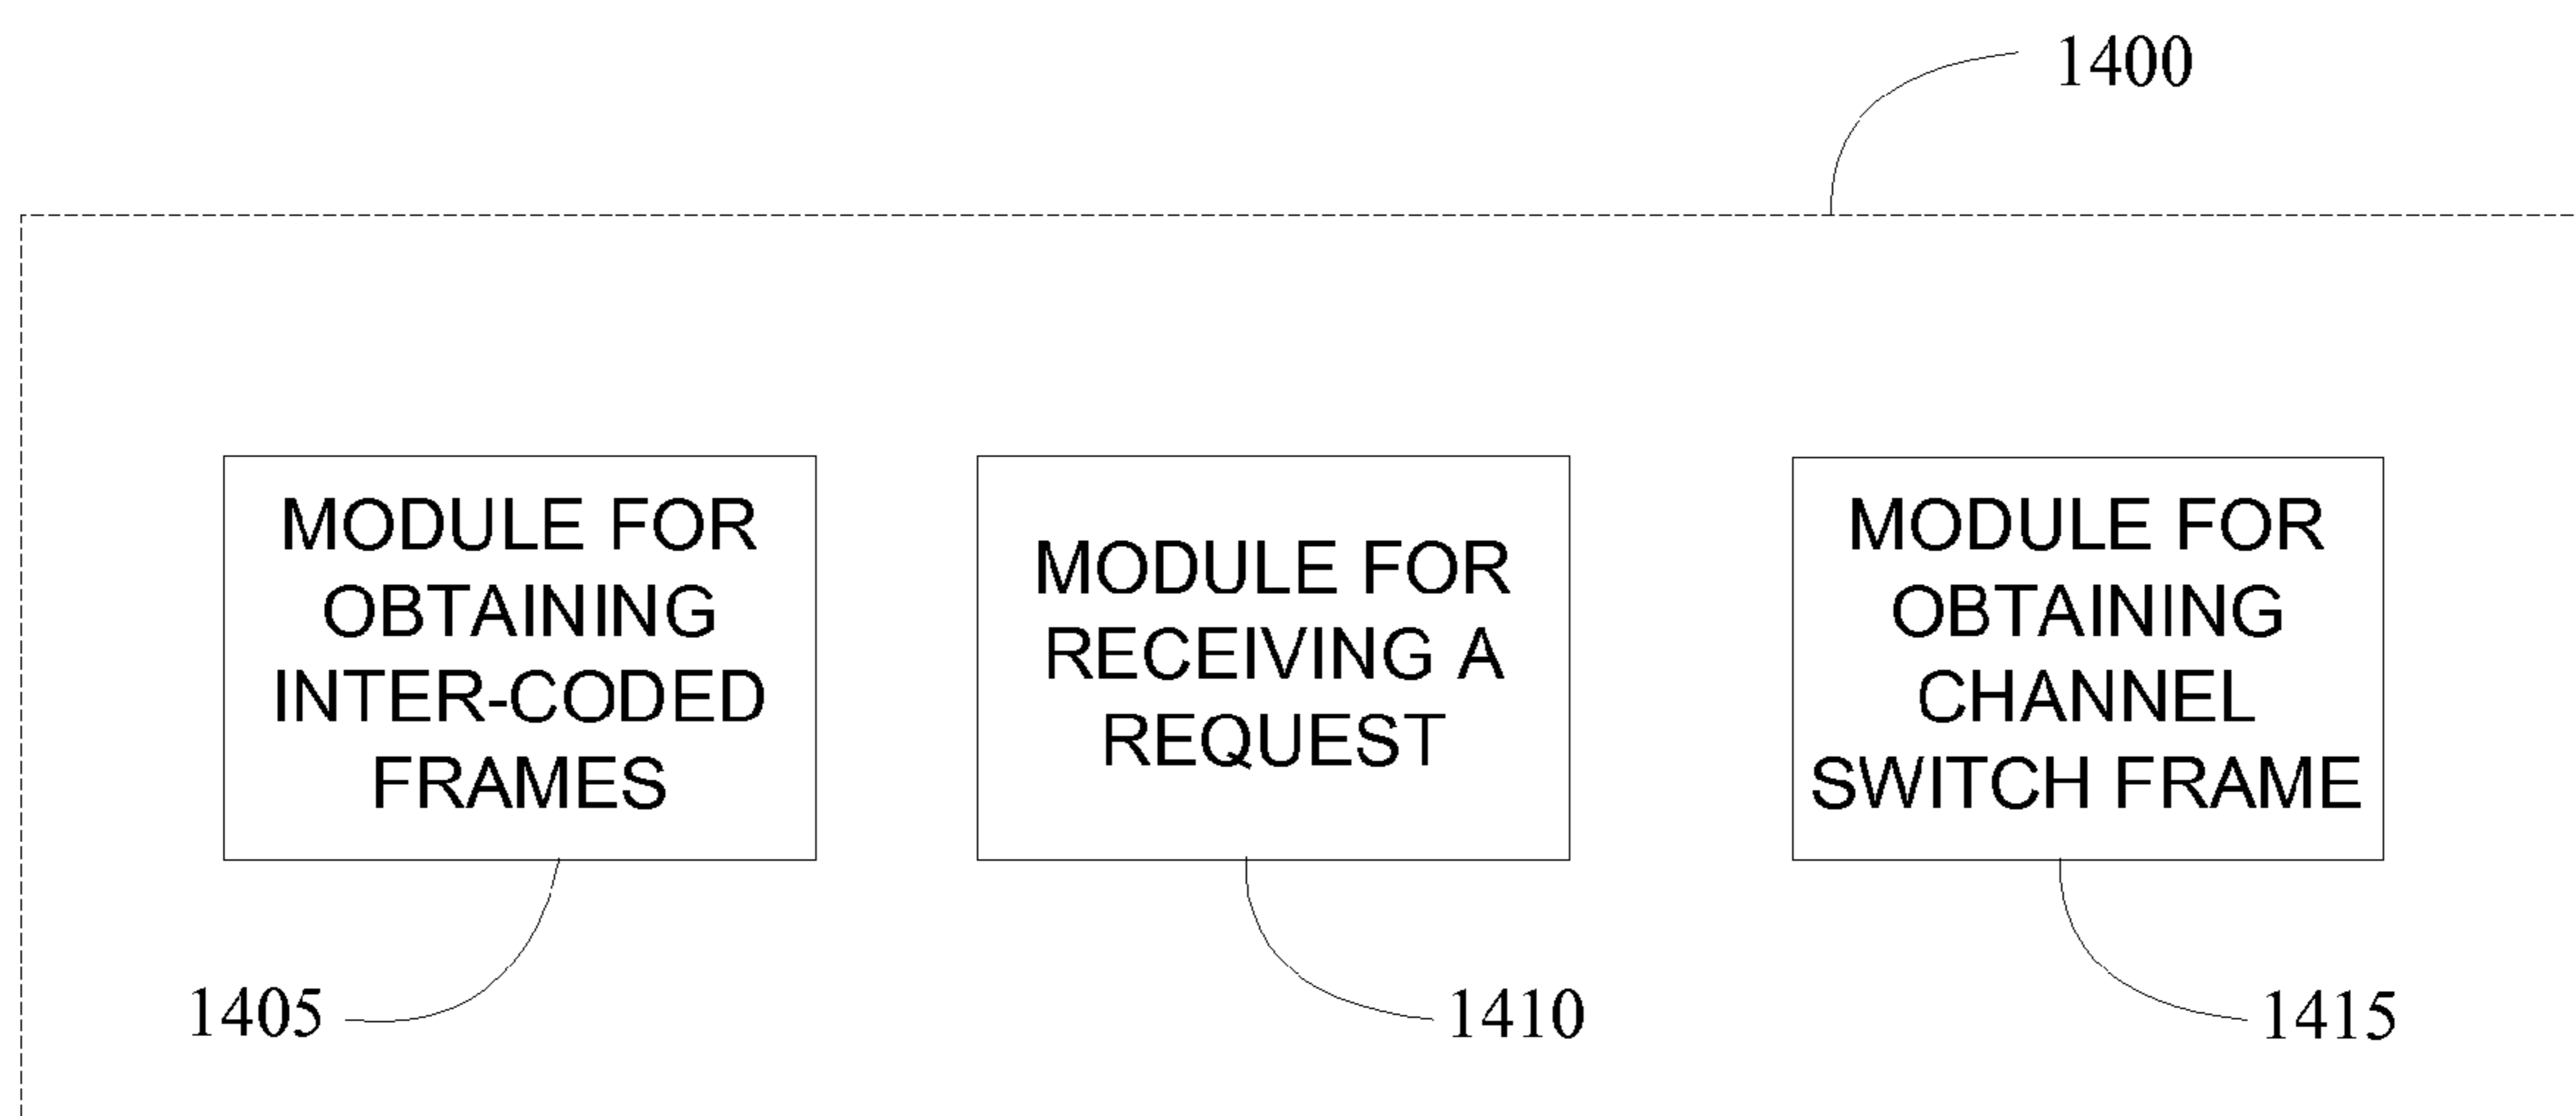 1400
MODULE FOR
OBTAINING
INTER-CODED
FRAMES
MODULE FOR
RECEIVING A
REQUEST
MODULE FOR
OBTAINING
CHANNEL
SWITCH FRAME
1405
1410
1415